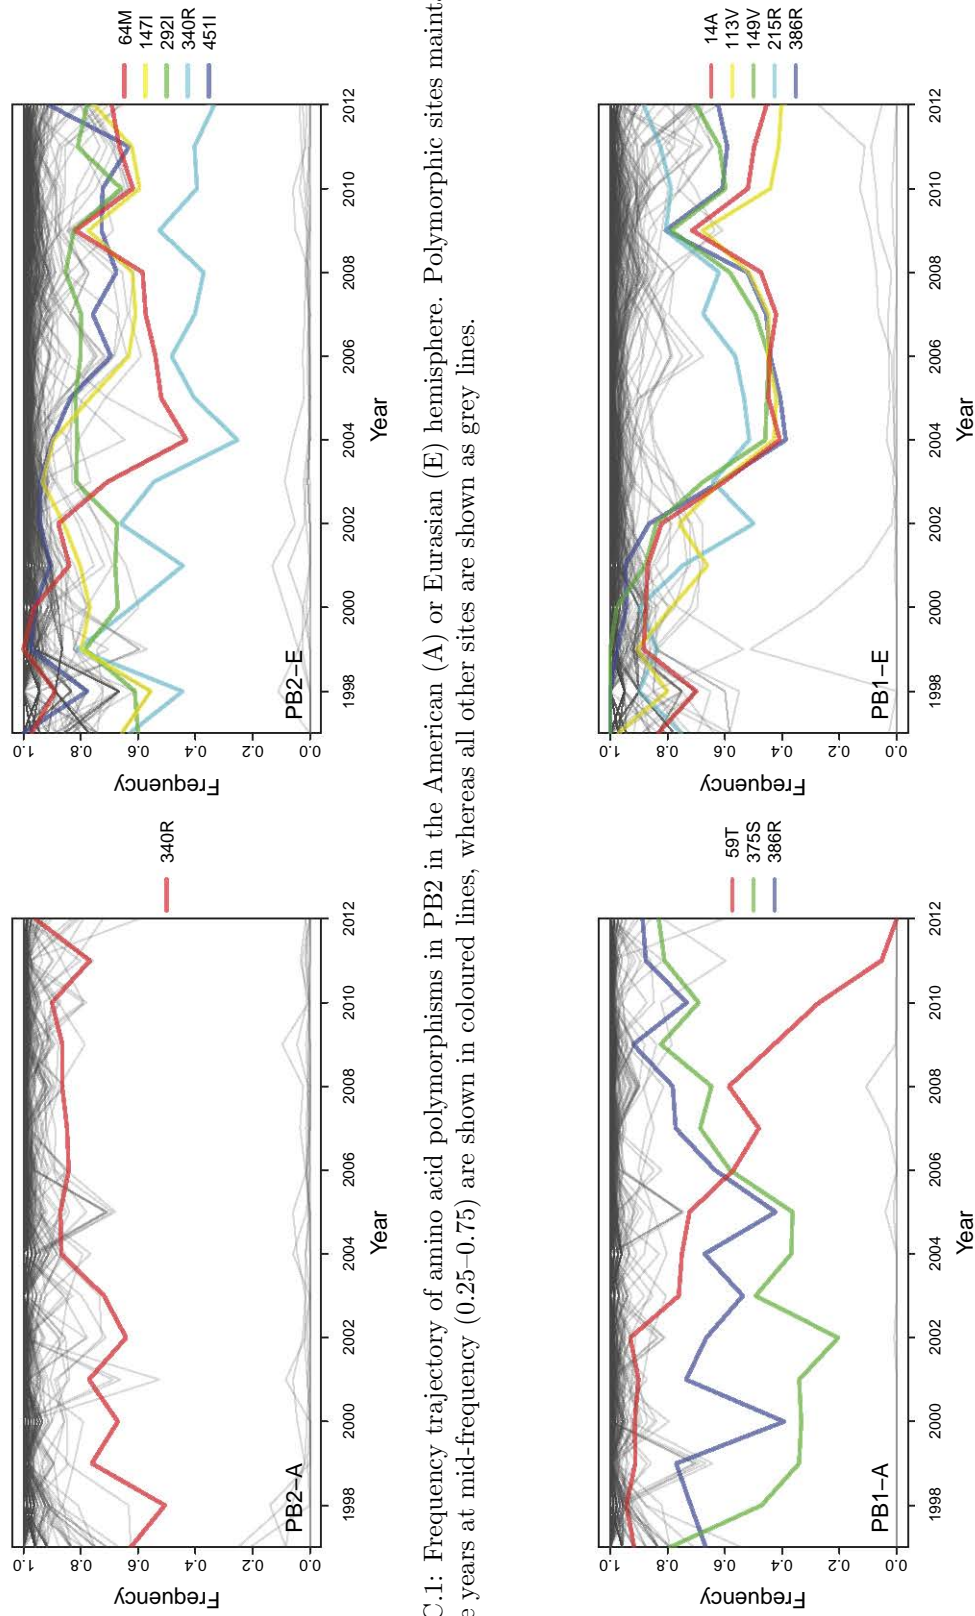 Frequency
1.0
0.8
0.6
0.4
0.2
0.0
PB2−A
1998
2000
2002
2004
2006
2008
2010
2012
Year
340R
Frequency
1.0
0.8
0.6
0.4
0.2
0.0
PB2−E
1998
2000
2002
2004
2006
2008
2010
2012
Year
64M
147I
292I
340R
451I
C.1: Frequency trajectory of amino acid polymorphisms in PB2 in the American (A) or Eurasian (E) hemisphere. Polymorphic sites
years at mid-frequency (0.25–0.75) are shown in coloured lines, whereas all other sites are shown as grey lines.
Frequency
1.0
0.8
0.6
0.4
0.2
0.0
PB1−A
1998
2000
2002
2004
2006
2008
2010
2012
Year
59T
375S
386R
Frequency
1.0
0.8
0.6
0.4
0.2
0.0
PB1−E
1998
2000
2002
2004
2006
2008
2010
2012
Year
14A
113V
149V
215R
386R